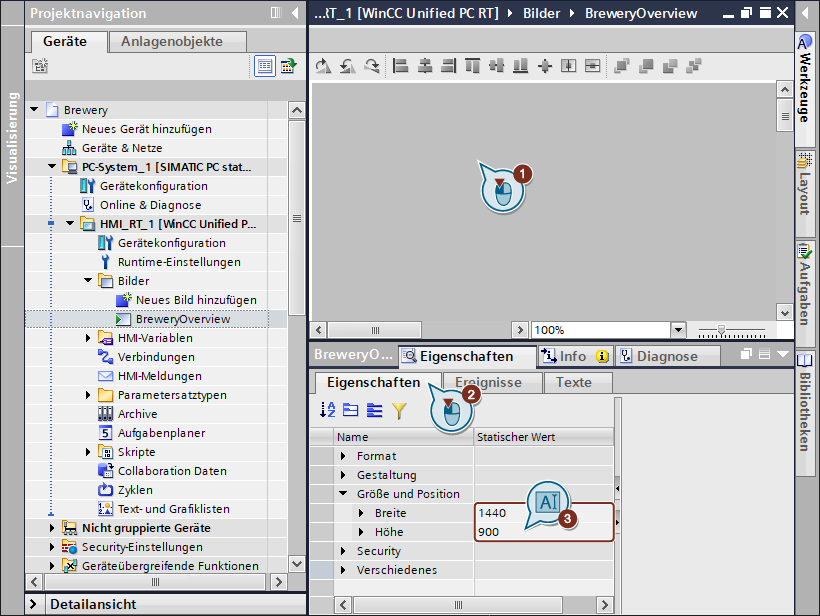 Visualisierung
Projektnavigation
Geräte
Anlagenobjekte
Brewery
Neues Gerät hinzufügen
Geräte & Netze
PC-System_1 [SIMATIC PC stat...
Gerätekonfiguration
Online & Diagnose
HMI_RT_1 [WinCC Unified P...
Gerätekonfiguration
Runtime-Einstellungen
Bilder
Neues Bild hinzufügen
BreweryOverview
HMI-Variablen
Verbindungen
HMI-Meldungen
Parametersatztypen
Archive
Aufgabenplaner
Skripte
Collaboration Daten
Zyklen
Text- und Grafiklisten
Nicht gruppierte Geräte
Security-Einstellungen
Geräteübergreifende Funktionen
Detailansicht
...RT_1 [WinCC Unified PC RT] Bilder BreweryOverview
1
100%
BreweryO... Eigenschaften Info Diagnose
Eigenschaften Ereignisse Texte
2
Name Statischer Wert
Format
Gestaltung
Größe und Position
Breite 1440
Höhe 900
AI
3
Security
Verschiedenes
Werkzeuge
Layout
Aufgaben
Bibliotheken